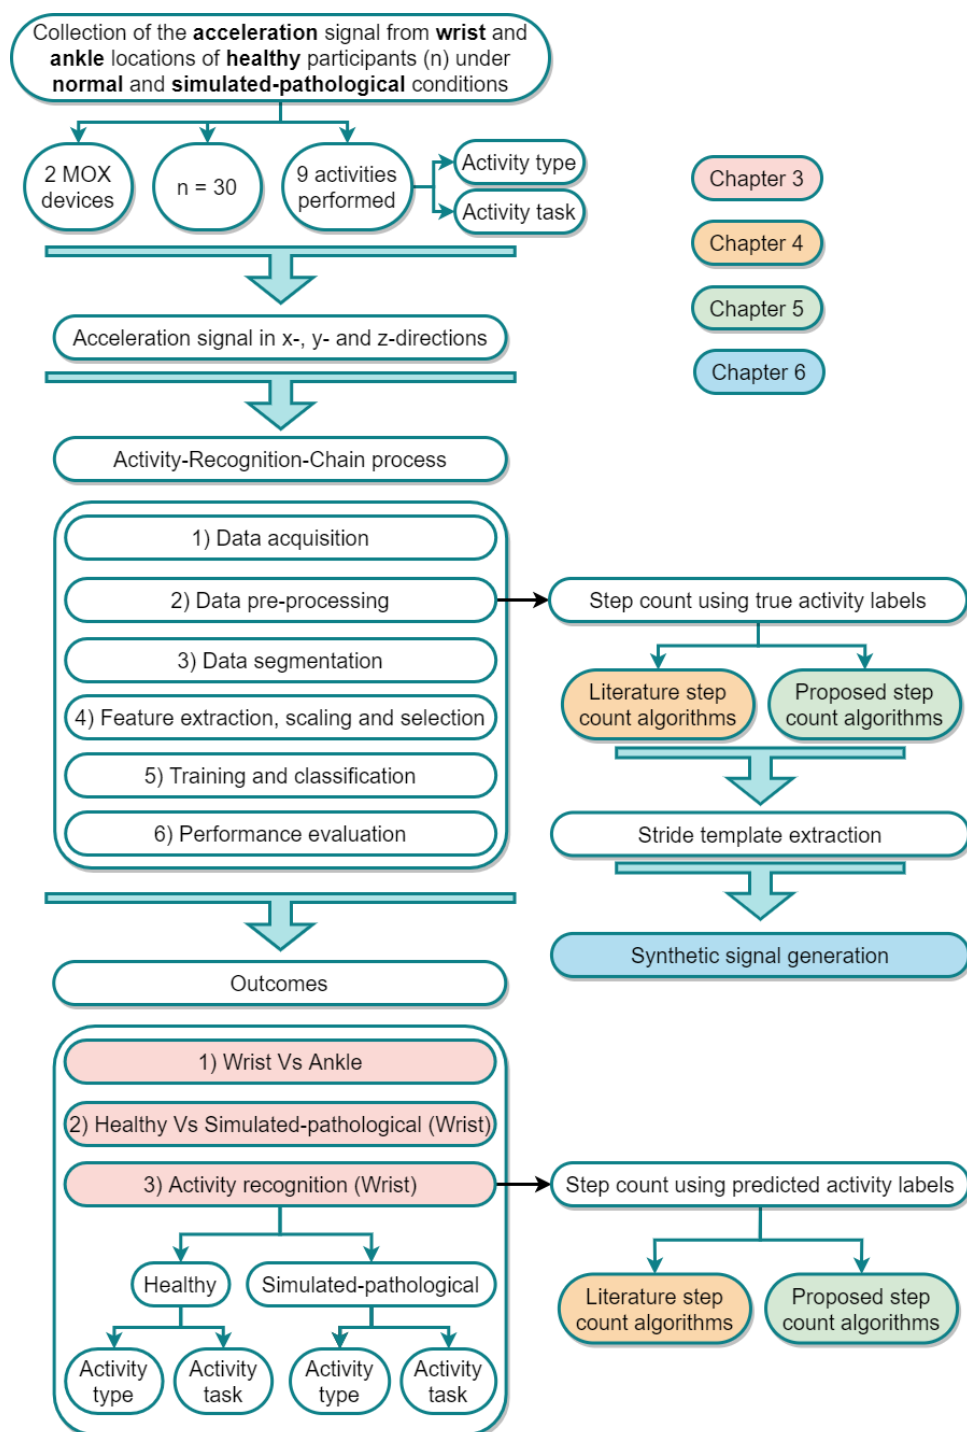 Collection of the acceleration signal from wrist and
ankle locations of healthy participants (n) under
normal and simulated-pathological conditions
2 MOX
devices
n = 30
9 activities
performed
Activity type
Activity task
Chapter 3
Chapter 4
Chapter 5
Chapter 6
Acceleration signal in x-, y- and z-directions
Activity-Recognition-Chain process
1) Data acquisition
2) Data pre-processing
3) Data segmentation
4) Feature extraction, scaling and selection
5) Training and classification
6) Performance evaluation
Step count using true activity labels
Literature step
count algorithms
Proposed step
count algorithms
Stride template extraction
Synthetic signal generation
Outcomes
1) Wrist Vs Ankle
2) Healthy Vs Simulated-pathological (Wrist)
3) Activity recognition (Wrist)
Healthy
Simulated-pathological
Activity
type
Activity
task
Activity
type
Activity
task
Step count using predicted activity labels
Literature step
count algorithms
Proposed step
count algorithms